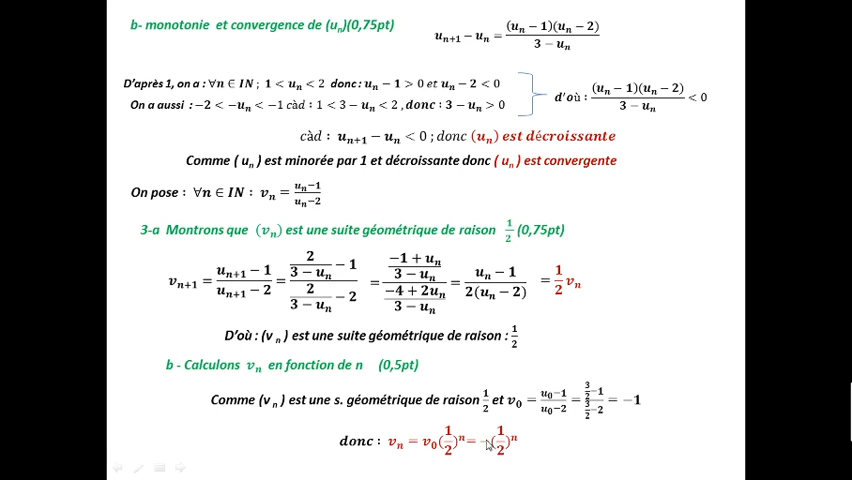 b- monotonie et convergence de (uₙ)(0,75pt)
uₙ₊₁ − uₙ = (uₙ − 1)(uₙ − 2) / 3 − uₙ
D'après 1, on a : ∀n ∈ IN ; 1 < uₙ < 2 donc : uₙ − 1 > 0 et uₙ − 2 < 0
On a aussi : −2 < −uₙ < −1 càd : 1 < 3 − uₙ < 2 , donc : 3 − uₙ > 0
d'où : (uₙ − 1)(uₙ − 2) / 3 − uₙ < 0
càd : uₙ₊₁ − uₙ < 0 ; donc (uₙ) est décroissante
Comme ( uₙ ) est minorée par 1 et décroissante donc ( uₙ ) est convergente
On pose : ∀n ∈ IN : vₙ = uₙ−1 / uₙ−2
3-a Montrons que (vₙ) est une suite géometrique de raison 1/2 (0,75pt)
vₙ₊₁ = (uₙ₊₁ − 1)/(uₙ₊₁ − 2) = (2/(3 − uₙ) − 1)/(2/(3 − uₙ) − 2) = ((−1 + uₙ)/(3 − uₙ))/((−4 + 2uₙ)/(3 − uₙ)) = (uₙ − 1)/(2(uₙ − 2)) = 1/2 vₙ
D'où : (v ₙ ) est une suite géometrique de raison : 1/2
b - Calculons vₙ en fonction de n (0,5pt)
Comme (v ₙ ) est une s. géometrique de raison 1/2 et v₀ = (u₀−1)/(u₀−2) = (3/2−1)/(3/2−2) = −1
donc : vₙ = v₀(1/2)ⁿ= −(1/2)ⁿ